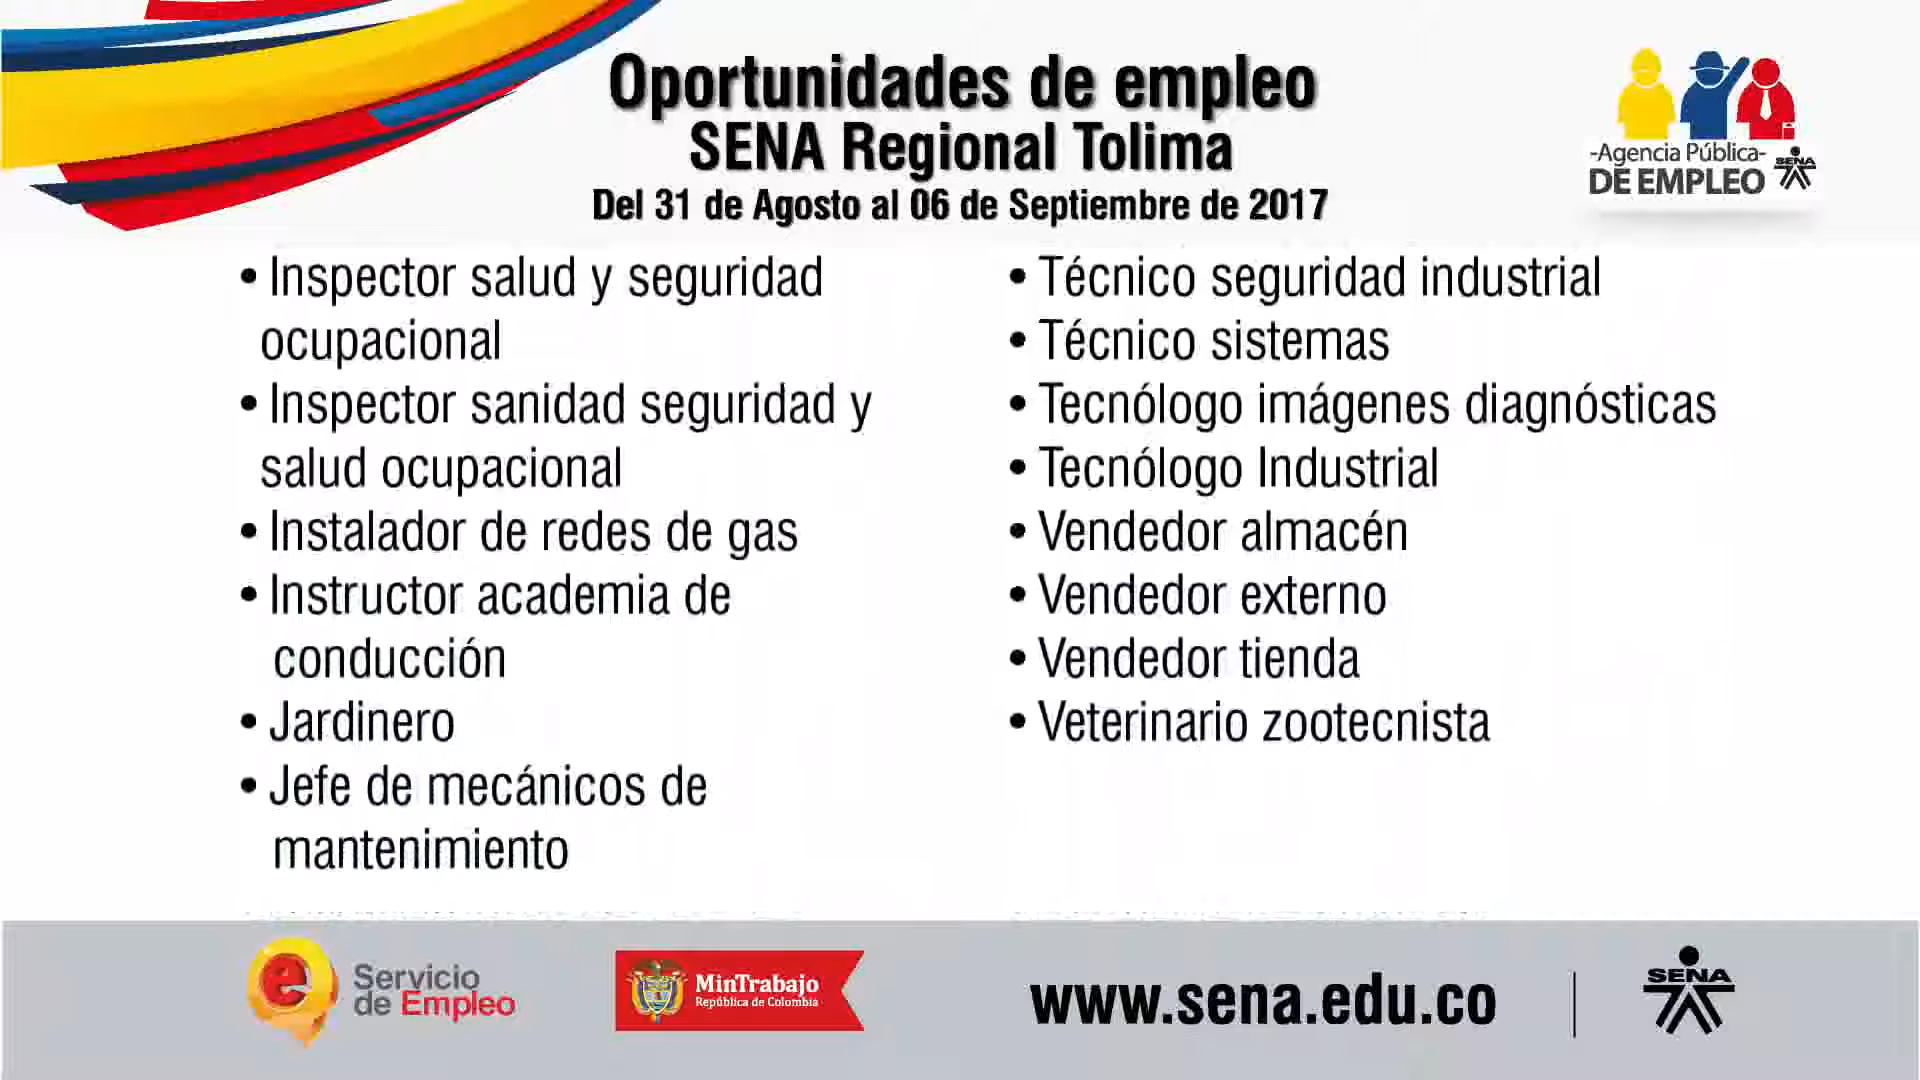 Oportunidades de empleo
SENA Regional Tolima
Del 31 de Agosto al 06 de Septiembre de 2017
-Agencia Pública-
DE EMPLEO
SENA
• Inspector salud y seguridad
ocupacional
• Inspector sanidad seguridad y
salud ocupacional
• Instalador de redes de gas
• Instructor academia de
conducción
• Jardinero
• Jefe de mecánicos de
mantenimiento
• Técnico seguridad industrial
• Técnico sistemas
• Tecnólogo imágenes diagnósticas
• Tecnólogo Industrial
• Vendedor almacén
• Vendedor externo
• Vendedor tienda
• Veterinario zootecnista
e
Servicio
de Empleo
MinTrabajo
República de Colombia
www.sena.edu.co
SENA